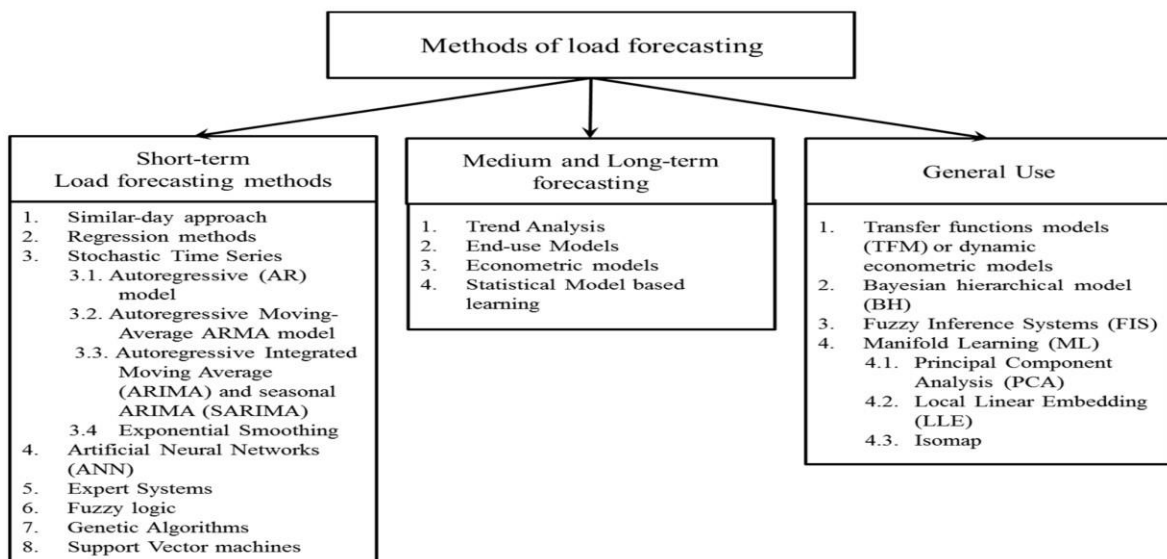 Methods of load forecasting
Short-term
Load forecasting methods
1. Similar-day approach
2. Regression methods
3. Stochastic Time Series
3.1. Autoregressive (AR)
model
3.2. Autoregressive Moving-
Average ARMA model
3.3. Autoregressive Integrated
Moving Average
(ARIMA) and seasonal
ARIMA (SARIMA)
3.4 Exponential Smoothing
4. Artificial Neural Networks
(ANN)
5. Expert Systems
6. Fuzzy logic
7. Genetic Algorithms
8. Support Vector machines
Medium and Long-term
forecasting
1. Trend Analysis
2. End-use Models
3. Econometric models
4. Statistical Model based
learning
General Use
1. Transfer functions models
(TFM) or dynamic
econometric models
2. Bayesian hierarchical model
(BH)
3. Fuzzy Inference Systems (FIS)
4. Manifold Learning (ML)
4.1. Principal Component
Analysis (PCA)
4.2. Local Linear Embedding
(LLE)
4.3. Isomap